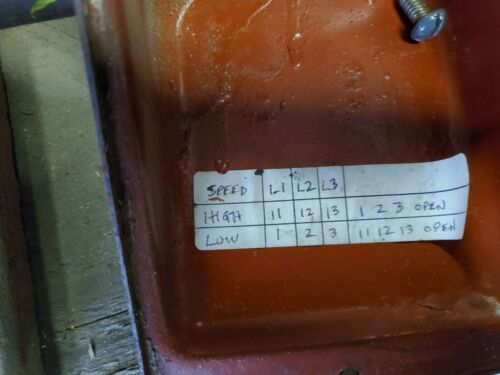 SPEED L1 L2 L3
HIGH 11 12 13 1 2 3 OPEN
LOW 1 2 3 11 12 13 OPEN